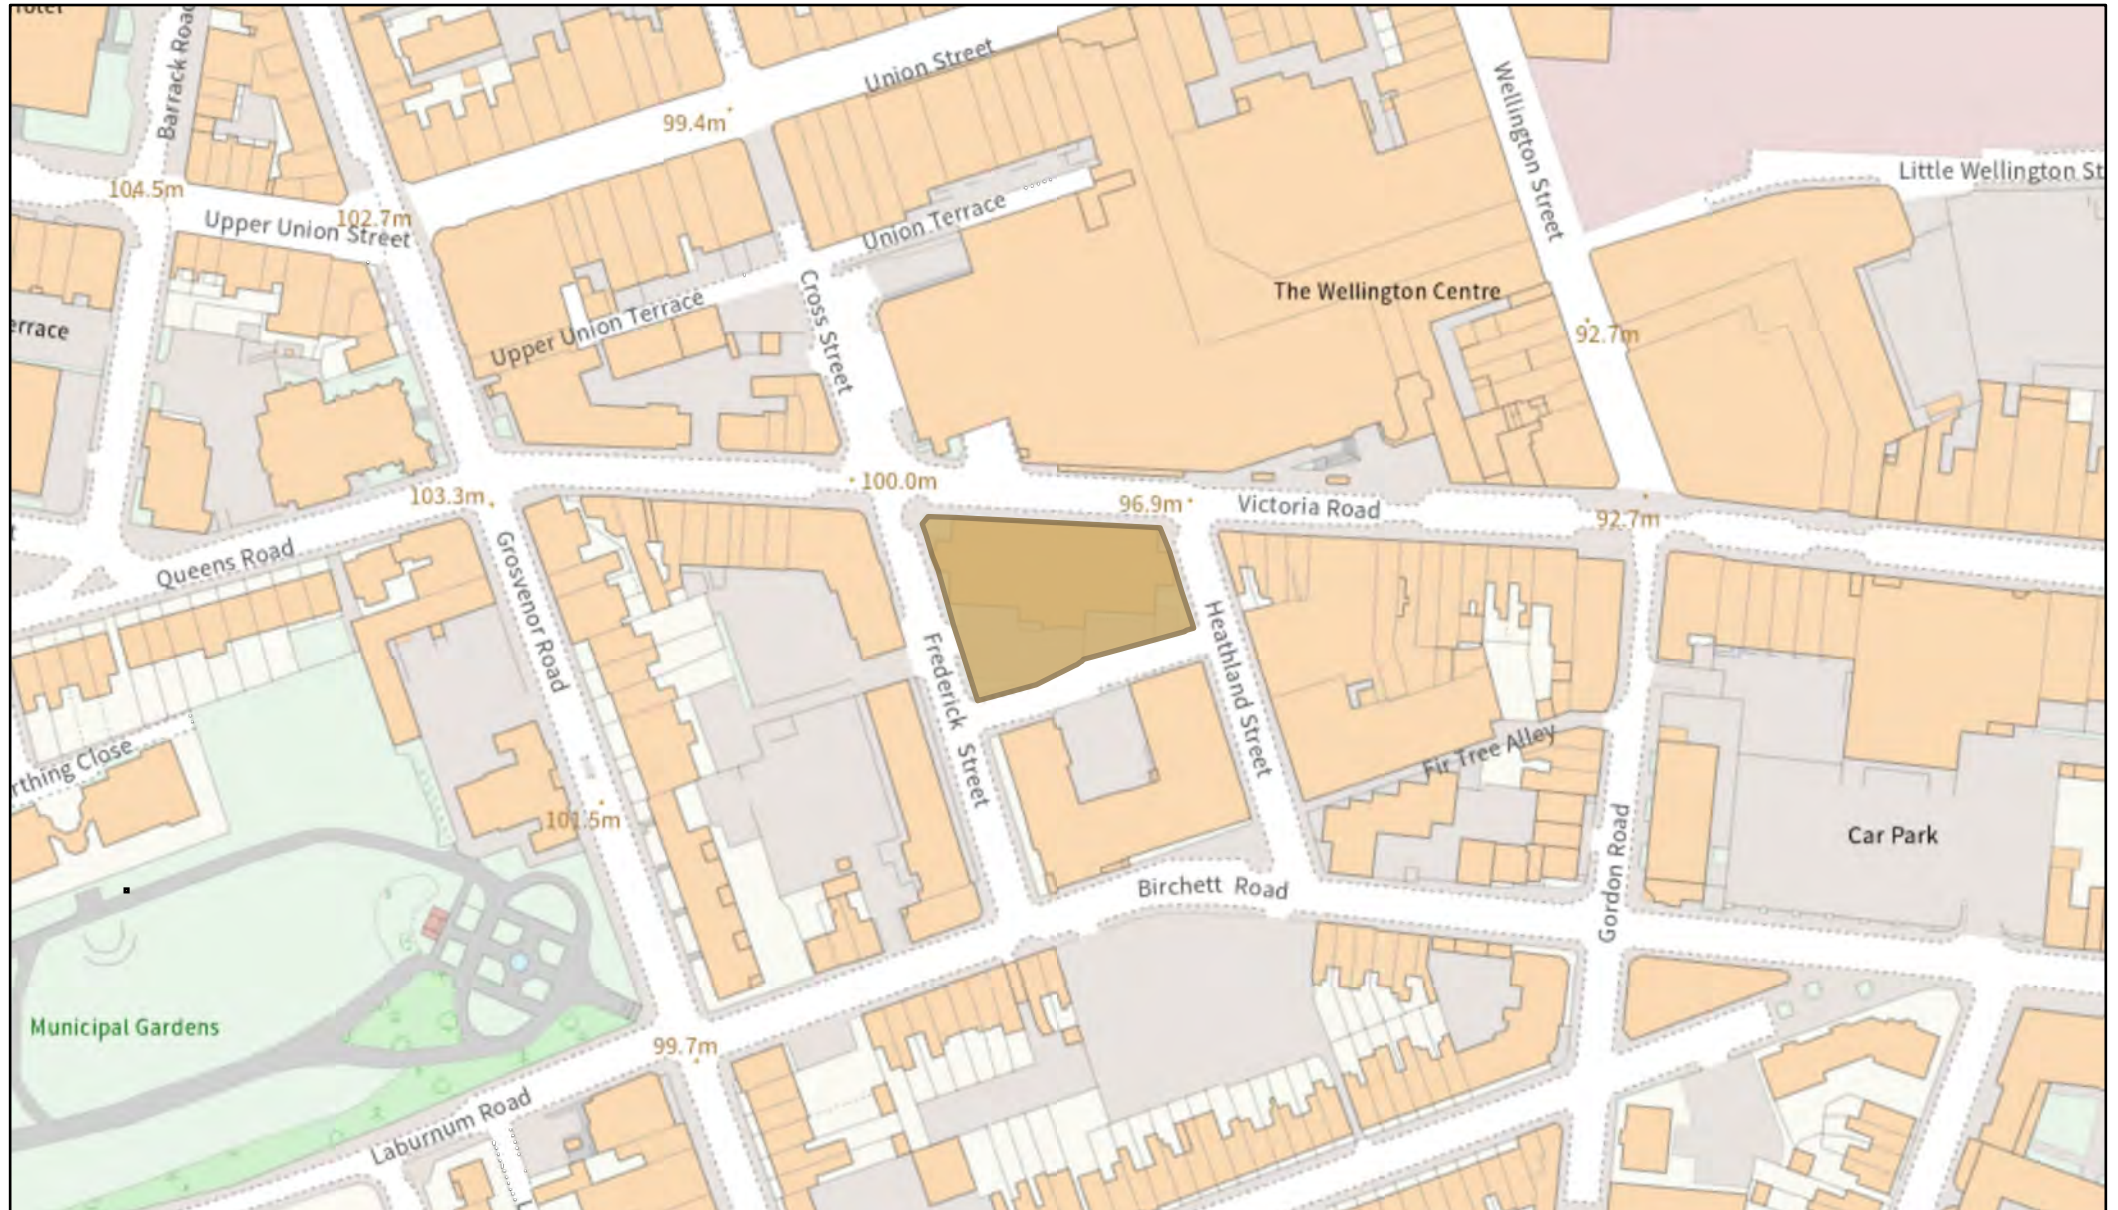 Barrack Road
Union Street
99.4m
Wellington Street
Little Wellington St
104.5m
102.7m
Upper Union Street
Union Terrace
Cross Street
The Wellington Centre
Upper Union Terrace
errace
92.7m
103.3m
100.0m
96.9m
Victoria Road
92.7m
Queens Road
Grosvenor Road
Frederick Street
Heathland Street
rthing Close
Fir Tree Alley
101.5m
Car Park
Gordon Road
Birchett Road
Municipal Gardens
99.7m
Laburnum Road